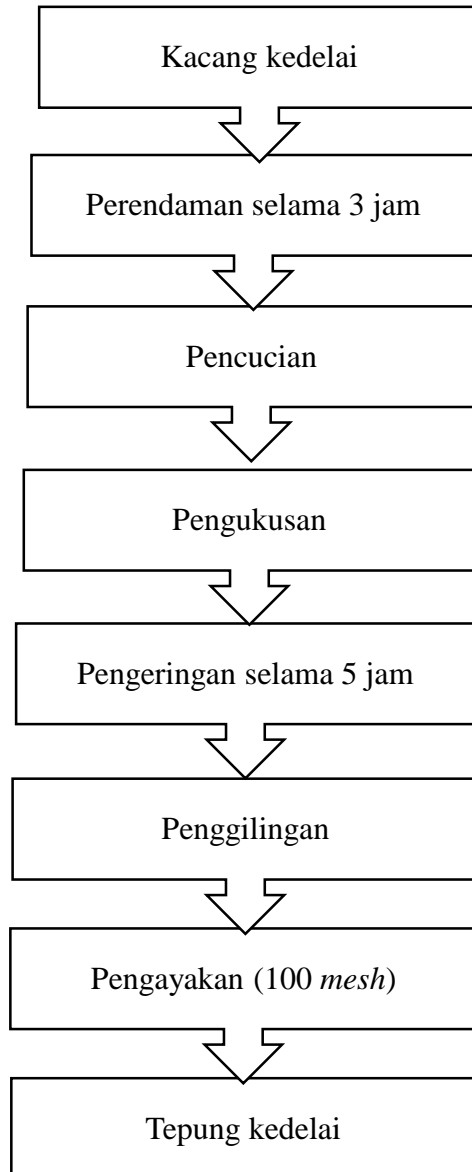 Kacang kedelai
Perendaman selama 3 jam
Pencucian
Pengukusan
Pengeringan selama 5 jam
Penggilingan
Pengayakan (100 mesh)
Tepung kedelai